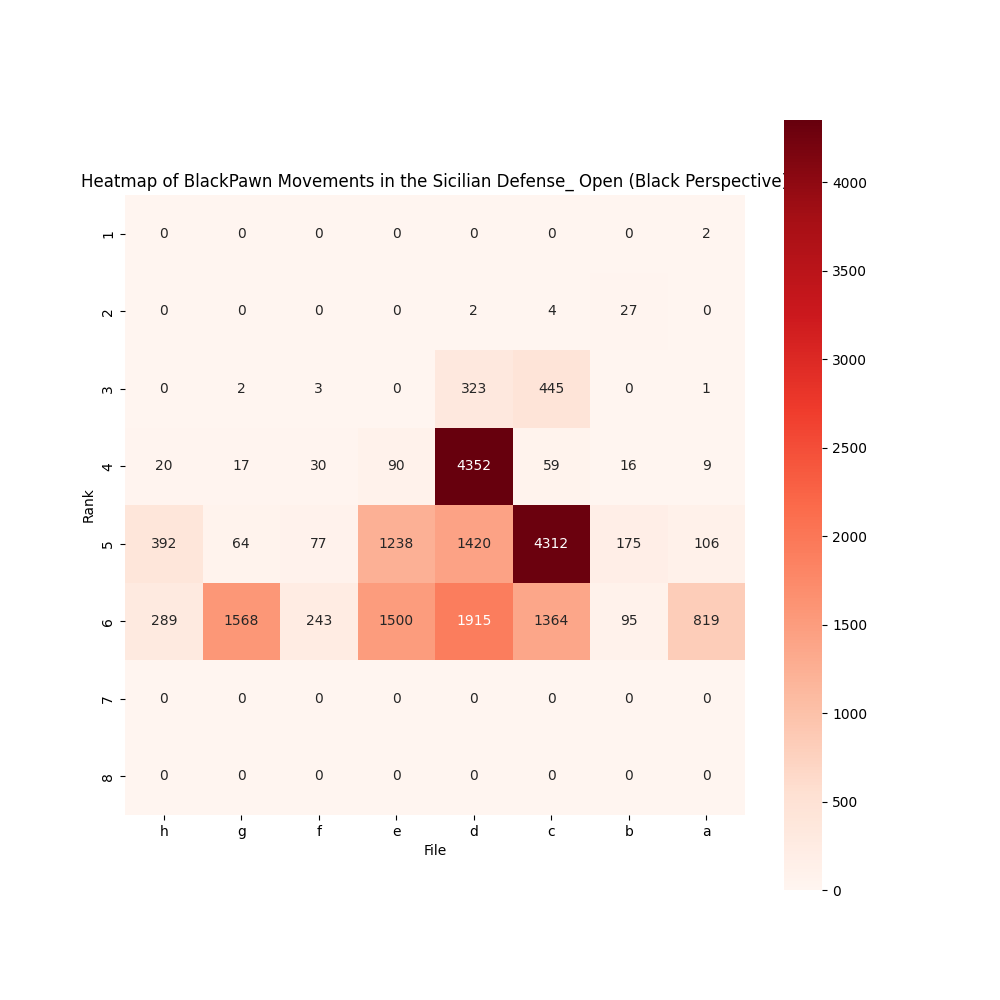 Heatmap of BlackPawn Movements in the Sicilian Defense_ Open (Black Perspective)
1 0 0 0 0 0 0 0 2
2 0 0 0 0 2 4 27 0
3 0 2 3 0 323 445 0 1
4 20 17 30 90 4352 59 16 9
Rank
5 392 64 77 1238 1420 4312 175 106
6 289 1568 243 1500 1915 1364 95 819
7 0 0 0 0 0 0 0 0
8 0 0 0 0 0 0 0 0
h g f e d c b a
File
4000
3500
3000
2500
2000
1500
1000
500
0